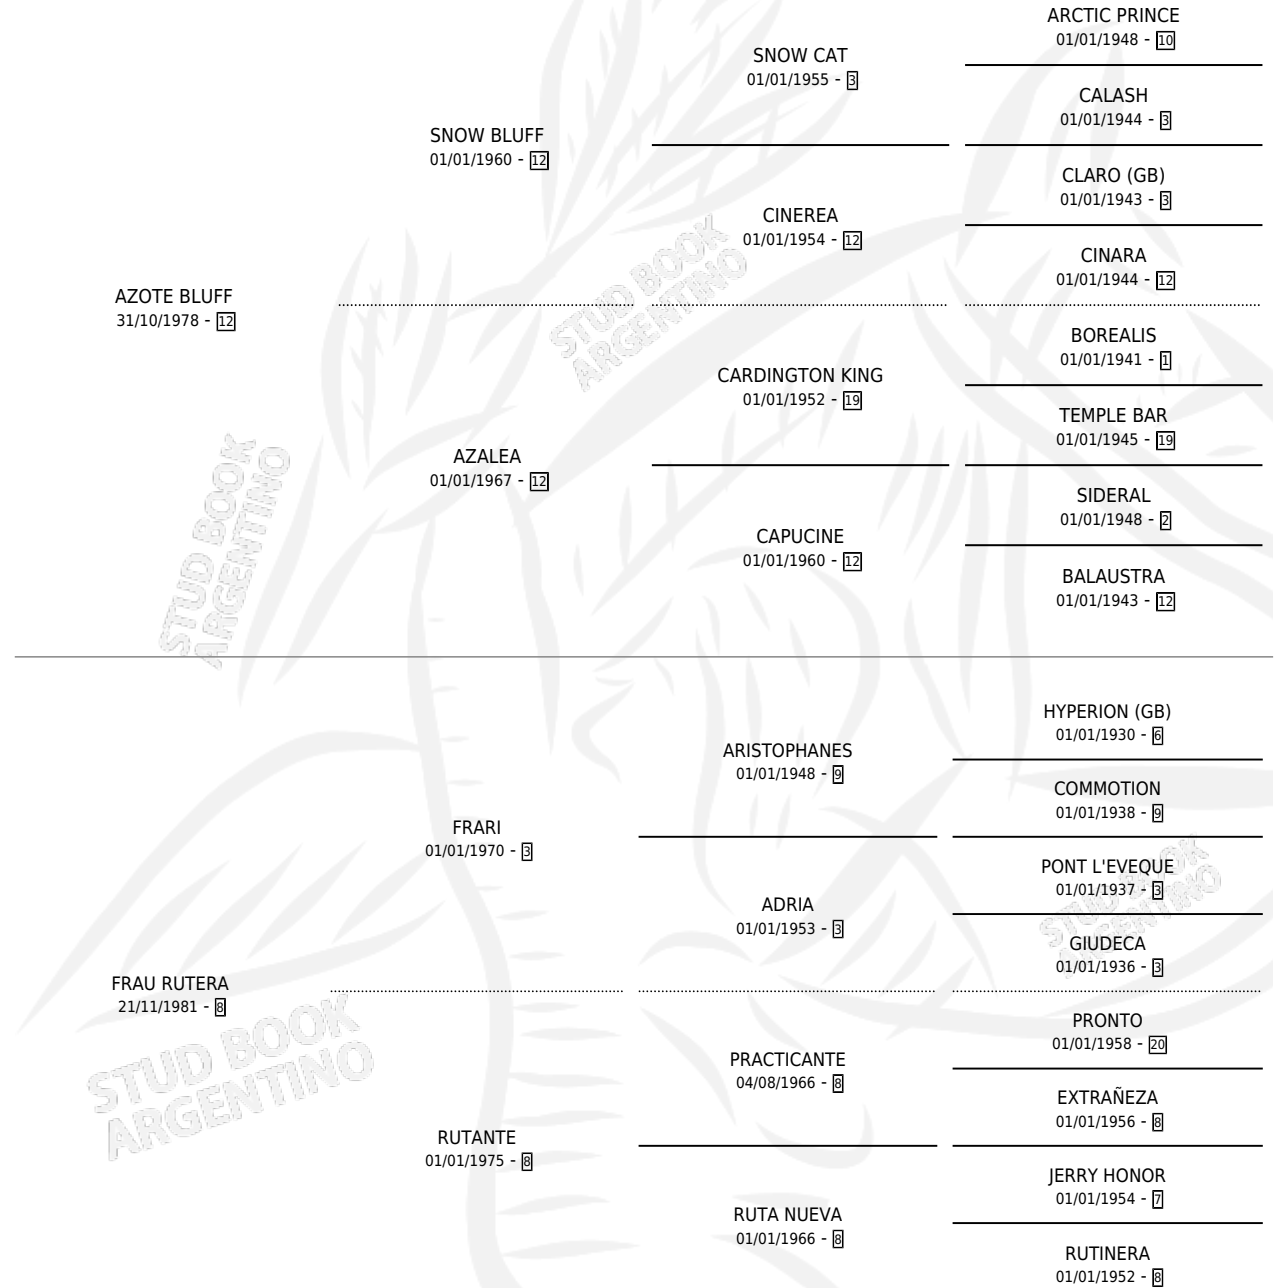 ARCTIC PRINCE
01/01/1948 - 10
SNOW CAT
01/01/1955 - 3
CALASH
01/01/1944 - 3
SNOW BLUFF
01/01/1960 - 12
CLARO (GB)
01/01/1943 - 3
CINEREA
01/01/1954 - 12
CINARA
01/01/1944 - 12
AZOTE BLUFF
31/10/1978 - 12
BOREALIS
01/01/1941 - 1
CARDINGTON KING
01/01/1952 - 19
TEMPLE BAR
01/01/1945 - 19
AZALEA
01/01/1967 - 12
SIDERAL
01/01/1948 - 2
CAPUCINE
01/01/1960 - 12
BALAUSTRA
01/01/1943 - 12
HYPERION (GB)
01/01/1930 - 6
ARISTOPHANES
01/01/1948 - 9
COMMOTION
01/01/1938 - 9
FRARI
01/01/1970 - 3
PONT L'EVEQUE
01/01/1937 - 3
ADRIA
01/01/1953 - 3
GIUDECA
01/01/1936 - 3
FRAU RUTERA
21/11/1981 - 8
PRONTO
01/01/1958 - 20
PRACTICANTE
04/08/1966 - 8
EXTRAÑEZA
01/01/1956 - 8
RUTANTE
01/01/1975 - 8
JERRY HONOR
01/01/1954 - 7
RUTA NUEVA
01/01/1966 - 8
RUTINERA
01/01/1952 - 8
STUD BOOK
ARGENTINO
STUD BOOK
ARGENTINO
STUD BOOK
ARGENTINO
STUD BOOK
ARGENTINO